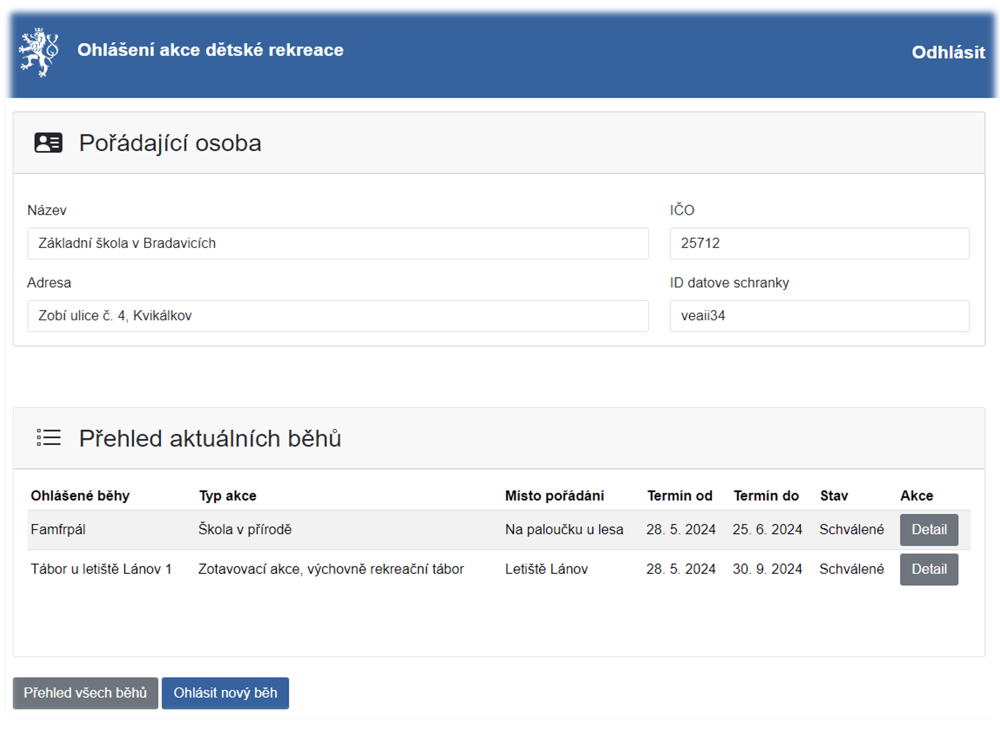 Ohlášení akce dětské rekreace
Odhlásit
Pořádající osoba
Název
IČO
Základní škola v Bradavicích
25712
Adresa
ID datove schranky
Zobí ulice č. 4, Kvikálkov
veaii34
Přehled aktuálních běhů
Ohlášené běhy Typ akce Místo pořádání Termín od Termín do Stav Akce
Famfrpál Škola v přírodě Na paloučku u lesa 28. 5. 2024 25. 6. 2024 Schválené Detail
Tábor u letiště Lánov 1 Zotavovací akce, výchovně rekreační tábor Letiště Lánov 28. 5. 2024 30. 9. 2024 Schválené Detail
Přehled všech běhů Ohlásit nový běh